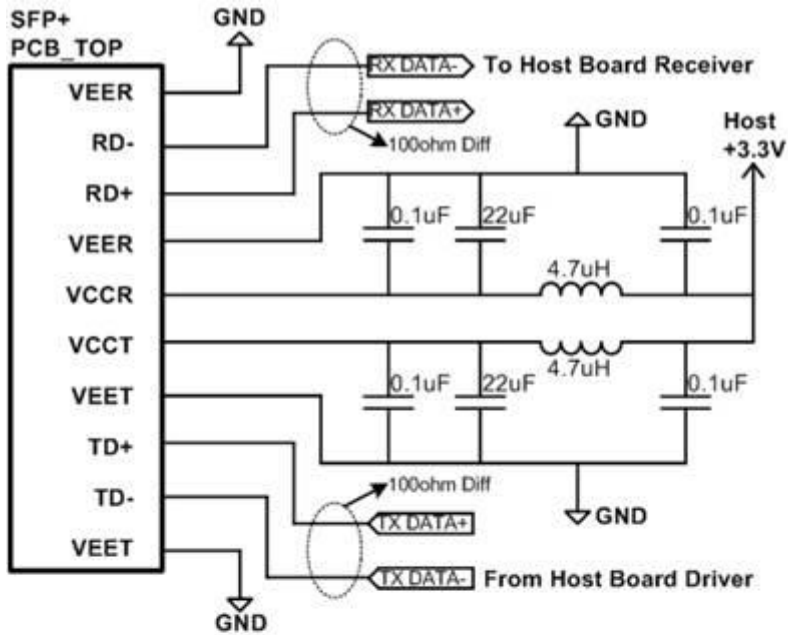 SFP+
PCB_TOP
GND
VEER
RX DATA- To Host Board Receiver
RD-
RX DATA+
100ohm Diff
GND
Host
+3.3V
RD+
VEER
0.1uF
22uF
0.1uF
4.7uH
VCCR
VCCT
4.7uH
VEET
0.1uF
22uF
0.1uF
TD+
100ohm Diff
TD-
TX DATA+
GND
VEET
TX DATA- From Host Board Driver
GND